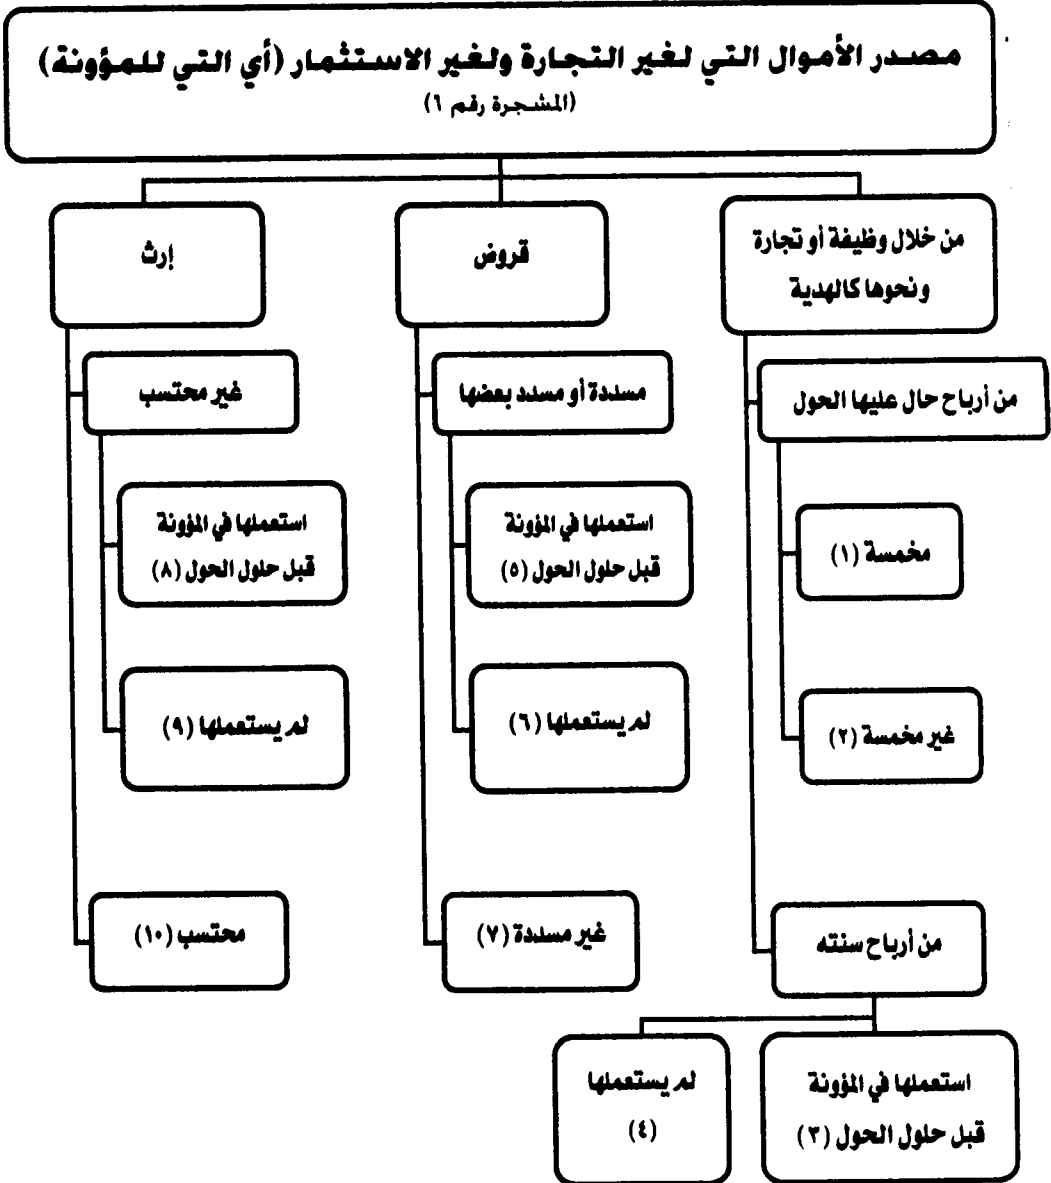 مصدر الأموال التي لغير التجارة ولغير الاستثمار (أي التي للمؤونة)
(المشجرة رقم ٦)
من خلال وظيفة أو تجارة
ونحوها كالهدية
من أرباح حال عليها الحول
مخمسة (١)
غير مخمسة (٢)
من أرباح سنته
استعملها في المؤونة
قبل حلول الحول (٣)
لم يستعملها
(٤)
قروض
مسددة أو مسدد بعضها
استعملها في المؤونة
قبل حلول الحول (٥)
لم يستعملها (٦)
غير مسددة (٧)
إرث
غير محتسب
استعملها في المؤونة
قبل حلول الحول (٨)
لم يستعملها (٩)
محتسب (١٠)